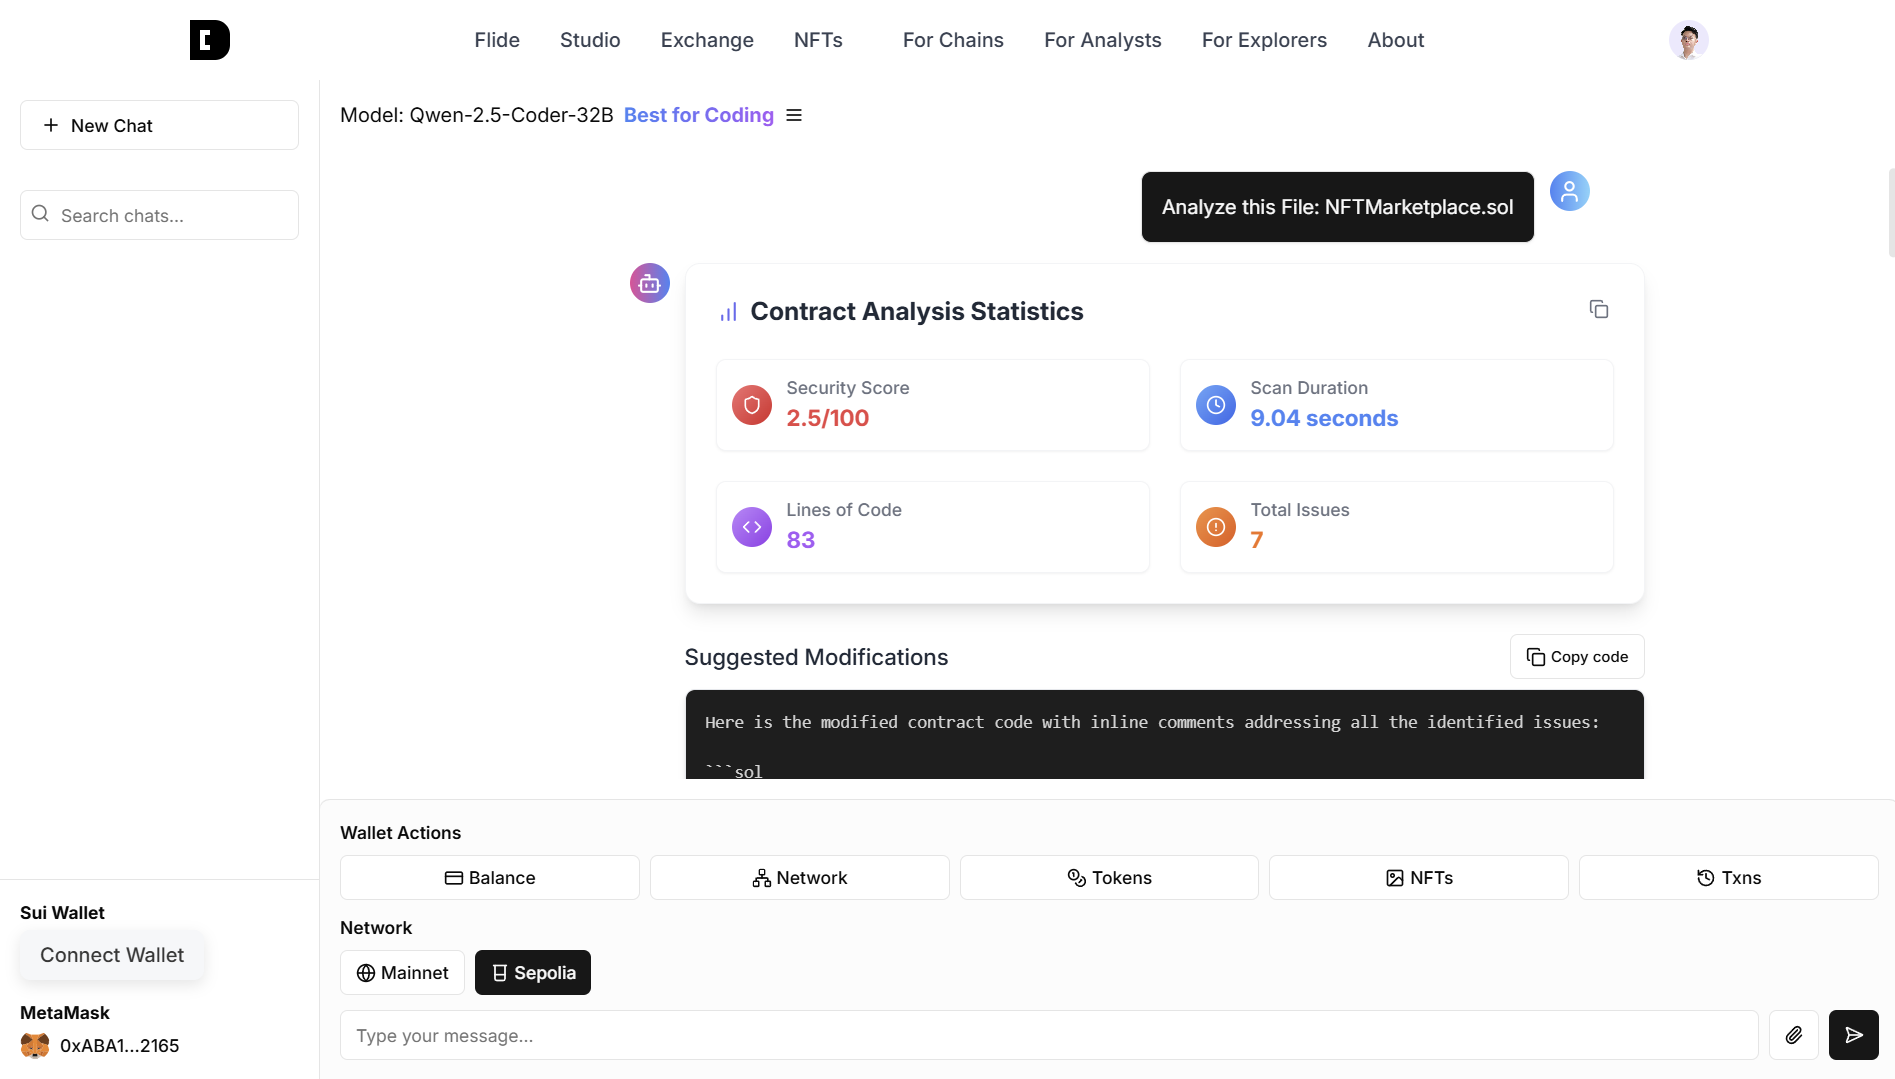 Flide Studio Exchange NFTs For Chains For Analysts For Explorers About
New Chat
Search chats...
Model: Qwen-2.5-Coder-32B Best for Coding
Analyze this File: NFTMarketplace.sol
Contract Analysis Statistics
Security Score
2.5/100
Scan Duration
9.04 seconds
Lines of Code
83
Total Issues
7
Suggested Modifications
Copy code
Here is the modified contract code with inline comments addressing all the identified issues:
```sol
Wallet Actions
Balance
Network
Tokens
NFTs
Txns
Network
Mainnet
Sepolia
Type your message...
Sui Wallet
Connect Wallet
MetaMask
0xABA1...2165